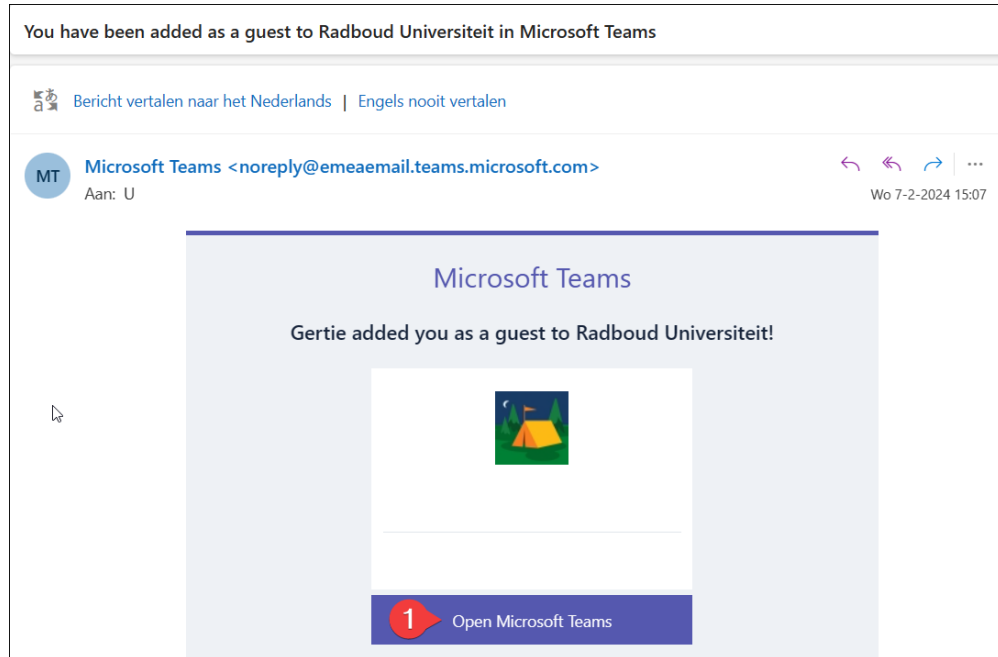 You have been added as a guest to Radboud Universiteit in Microsoft Teams
Bericht vertalen naar het Nederlands | Engels nooit vertalen
MT
Microsoft Teams <noreply@emeaemail.teams.microsoft.com>
Aan: U
Wo 7-2-2024 15:07
Microsoft Teams
Gertie added you as a guest to Radboud Universiteit!
1 Open Microsoft Teams